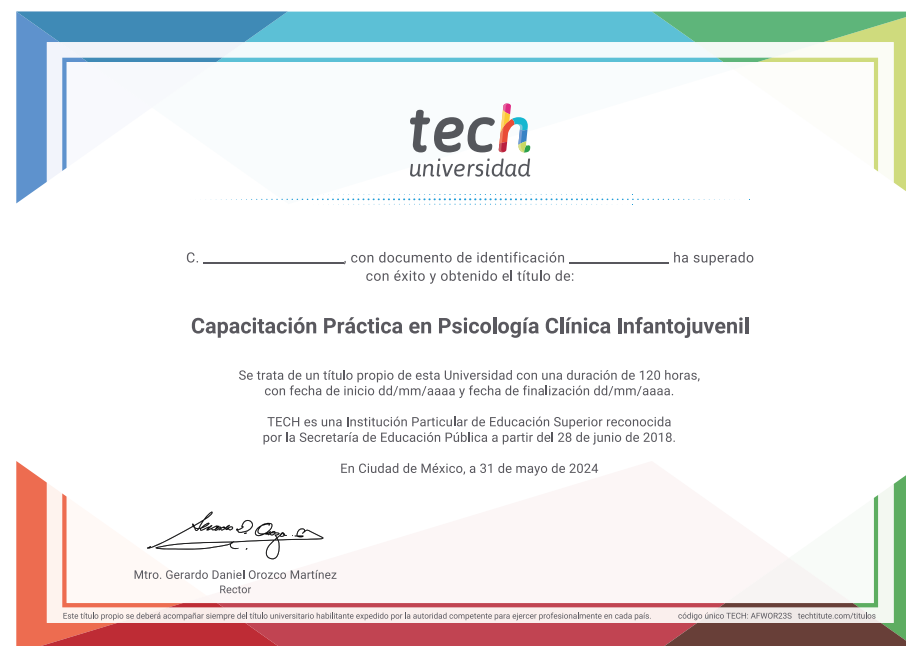 tech
universidad
C. ____________, con documento de identificación ____________ ha superado
con éxito y obtenido el título de:
Capacitación Práctica en Psicología Clínica Infantojuvenil
Se trata de un título propio de esta Universidad con una duración de 120 horas,
con fecha de inicio dd/mm/aaaa y fecha de finalización dd/mm/aaaa.
TECH es una Institución Particular de Educación Superior reconocida
por la Secretaría de Educación Pública a partir del 28 de junio de 2018.
En Ciudad de México, a 31 de mayo de 2024
Mtro. Gerardo Daniel Orozco Martínez
Rector
Este título propio se deberá acompañar siempre del título universitario habilitante expedido por la autoridad competente para ejercer profesionalmente en cada país. código único TECH: AFWOR23S techtitute.com/titulos